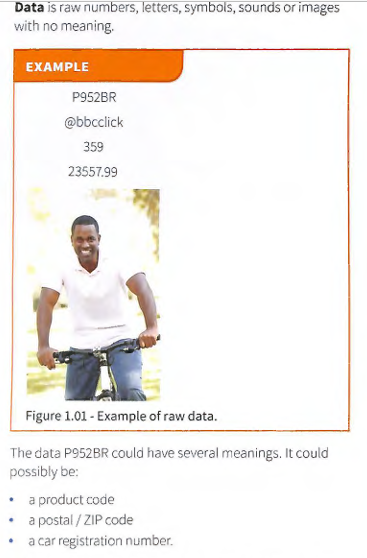 Data is raw numbers, letters, symbols, sounds or images
with no meaning.
EXAMPLE
P952BR
@bbcclick
359
23557.99
Figure 1.01 - Example of raw data.
The data P952BR could have several meanings. It could
possibly be:
• a product code
• a postal / ZIP code
• a car registration number.